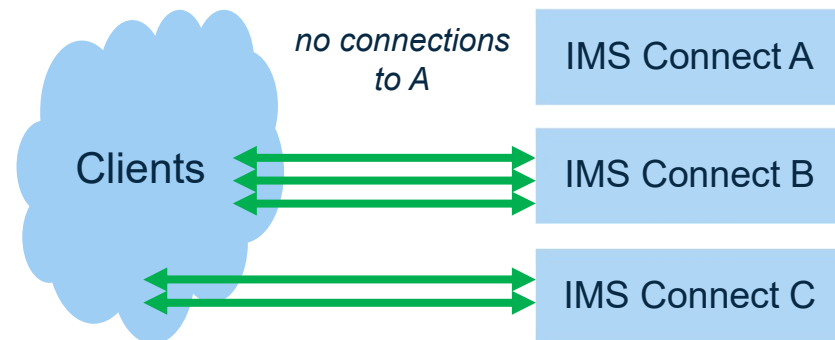 no connections
to A
IMS Connect A
Clients
IMS Connect B
IMS Connect C